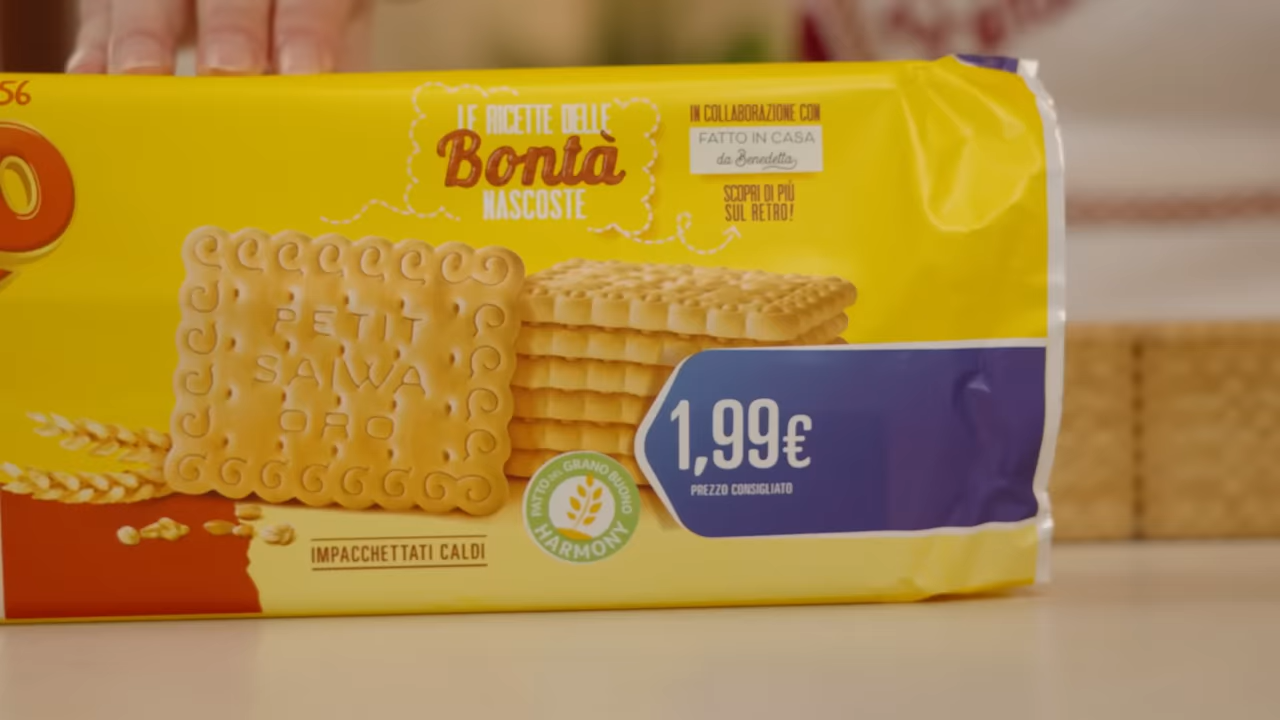 56
O
LE RICETTE DELLE
Bontà
NASCOSTE
IN COLLABORAZIONE CON
FATTO IN CASA
da Benedetta
SCOPRI DI PIÙ
SUL RETRO!
PETIT
SAIWA
ORO
1,99€
PREZZO CONSIGLIATO
FATTO DEL GRANO BUONO
HARMONY
IMPACCHETTATI CALDI